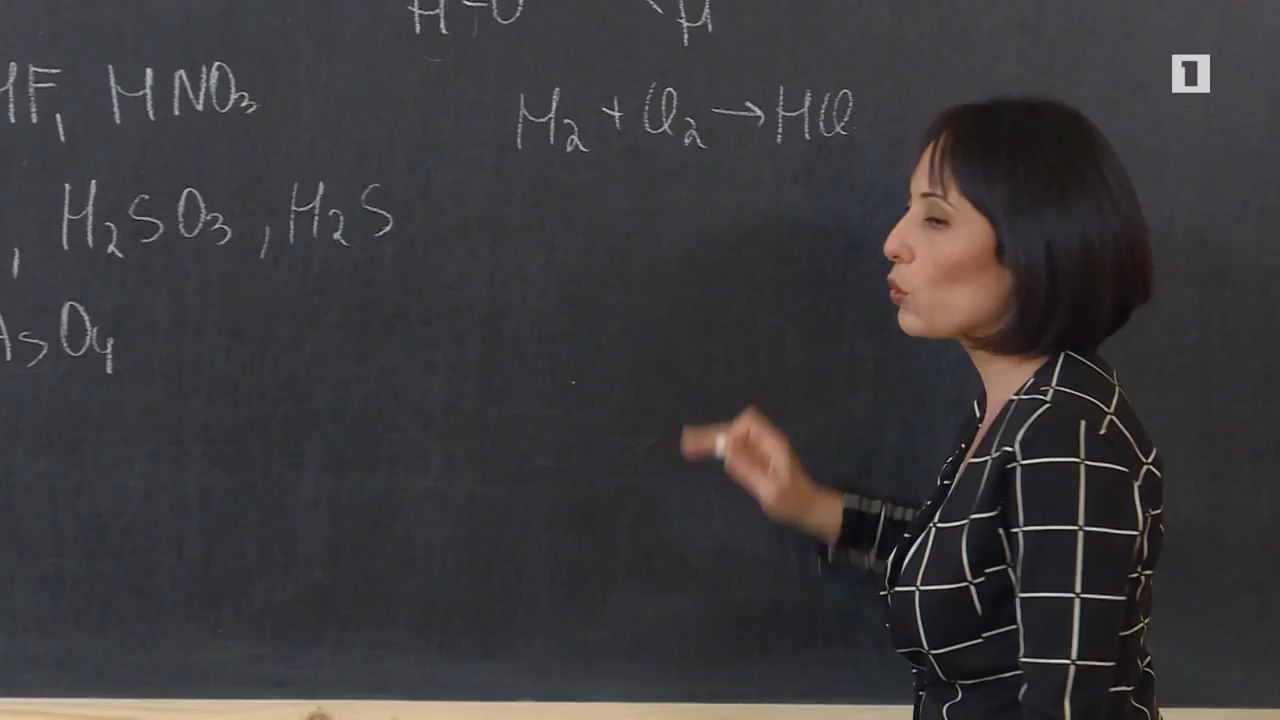 HF, HNO₃
H₂ + Cl₂ → HCl
, H₂SO₃, H₂S
AsO₄
1